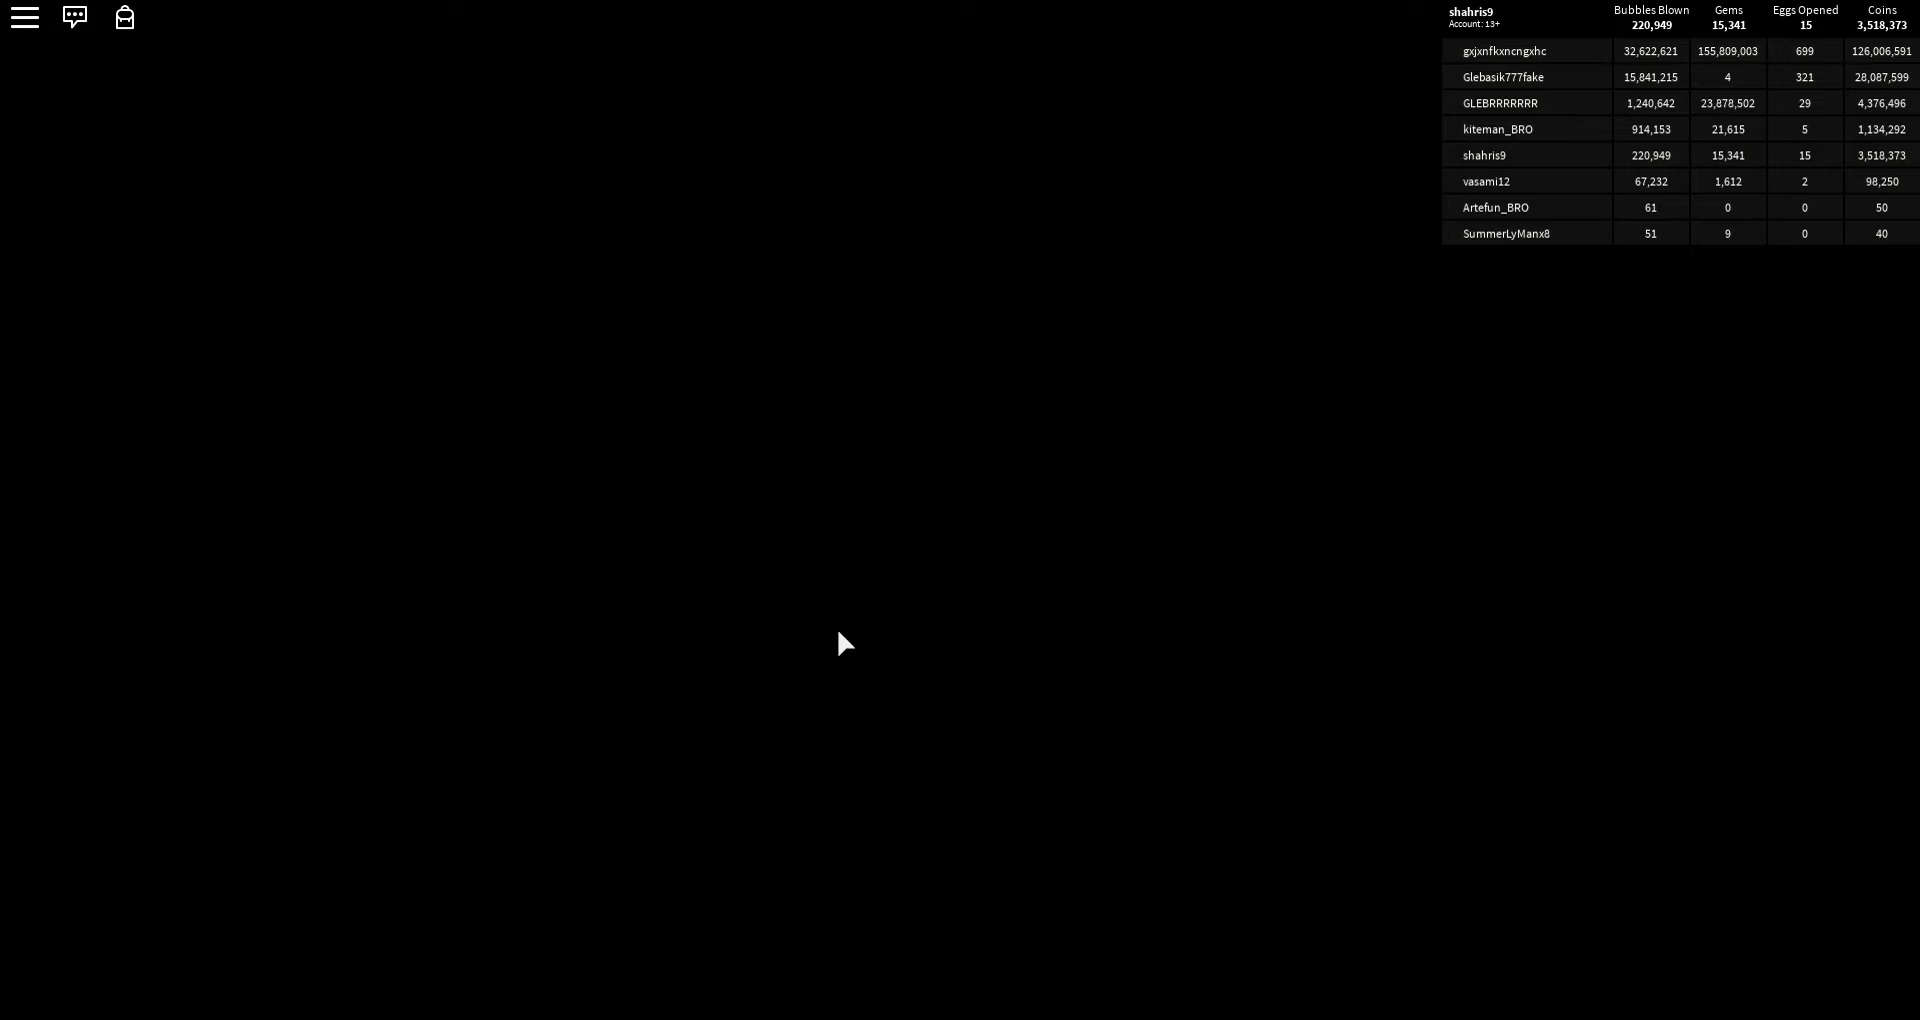 shahris9 Bubbles Blown Gems Eggs Opened Coins
Account: 13+ 220,949 15,341 15 3,518,373
gxjxnfkxncngxhc 32,622,621 155,809,003 699 126,006,591
Glebasik777fake 15,841,215 4 321 28,087,599
GLEBRRRRRRR 1,240,642 23,878,502 29 4,376,496
kiteman_BRO 914,153 21,615 5 1,134,292
shahris9 220,949 15,341 15 3,518,373
vasami12 67,232 1,612 2 98,250
Artefun_BRO 61 0 0 50
SummerLyManx8 51 9 0 40